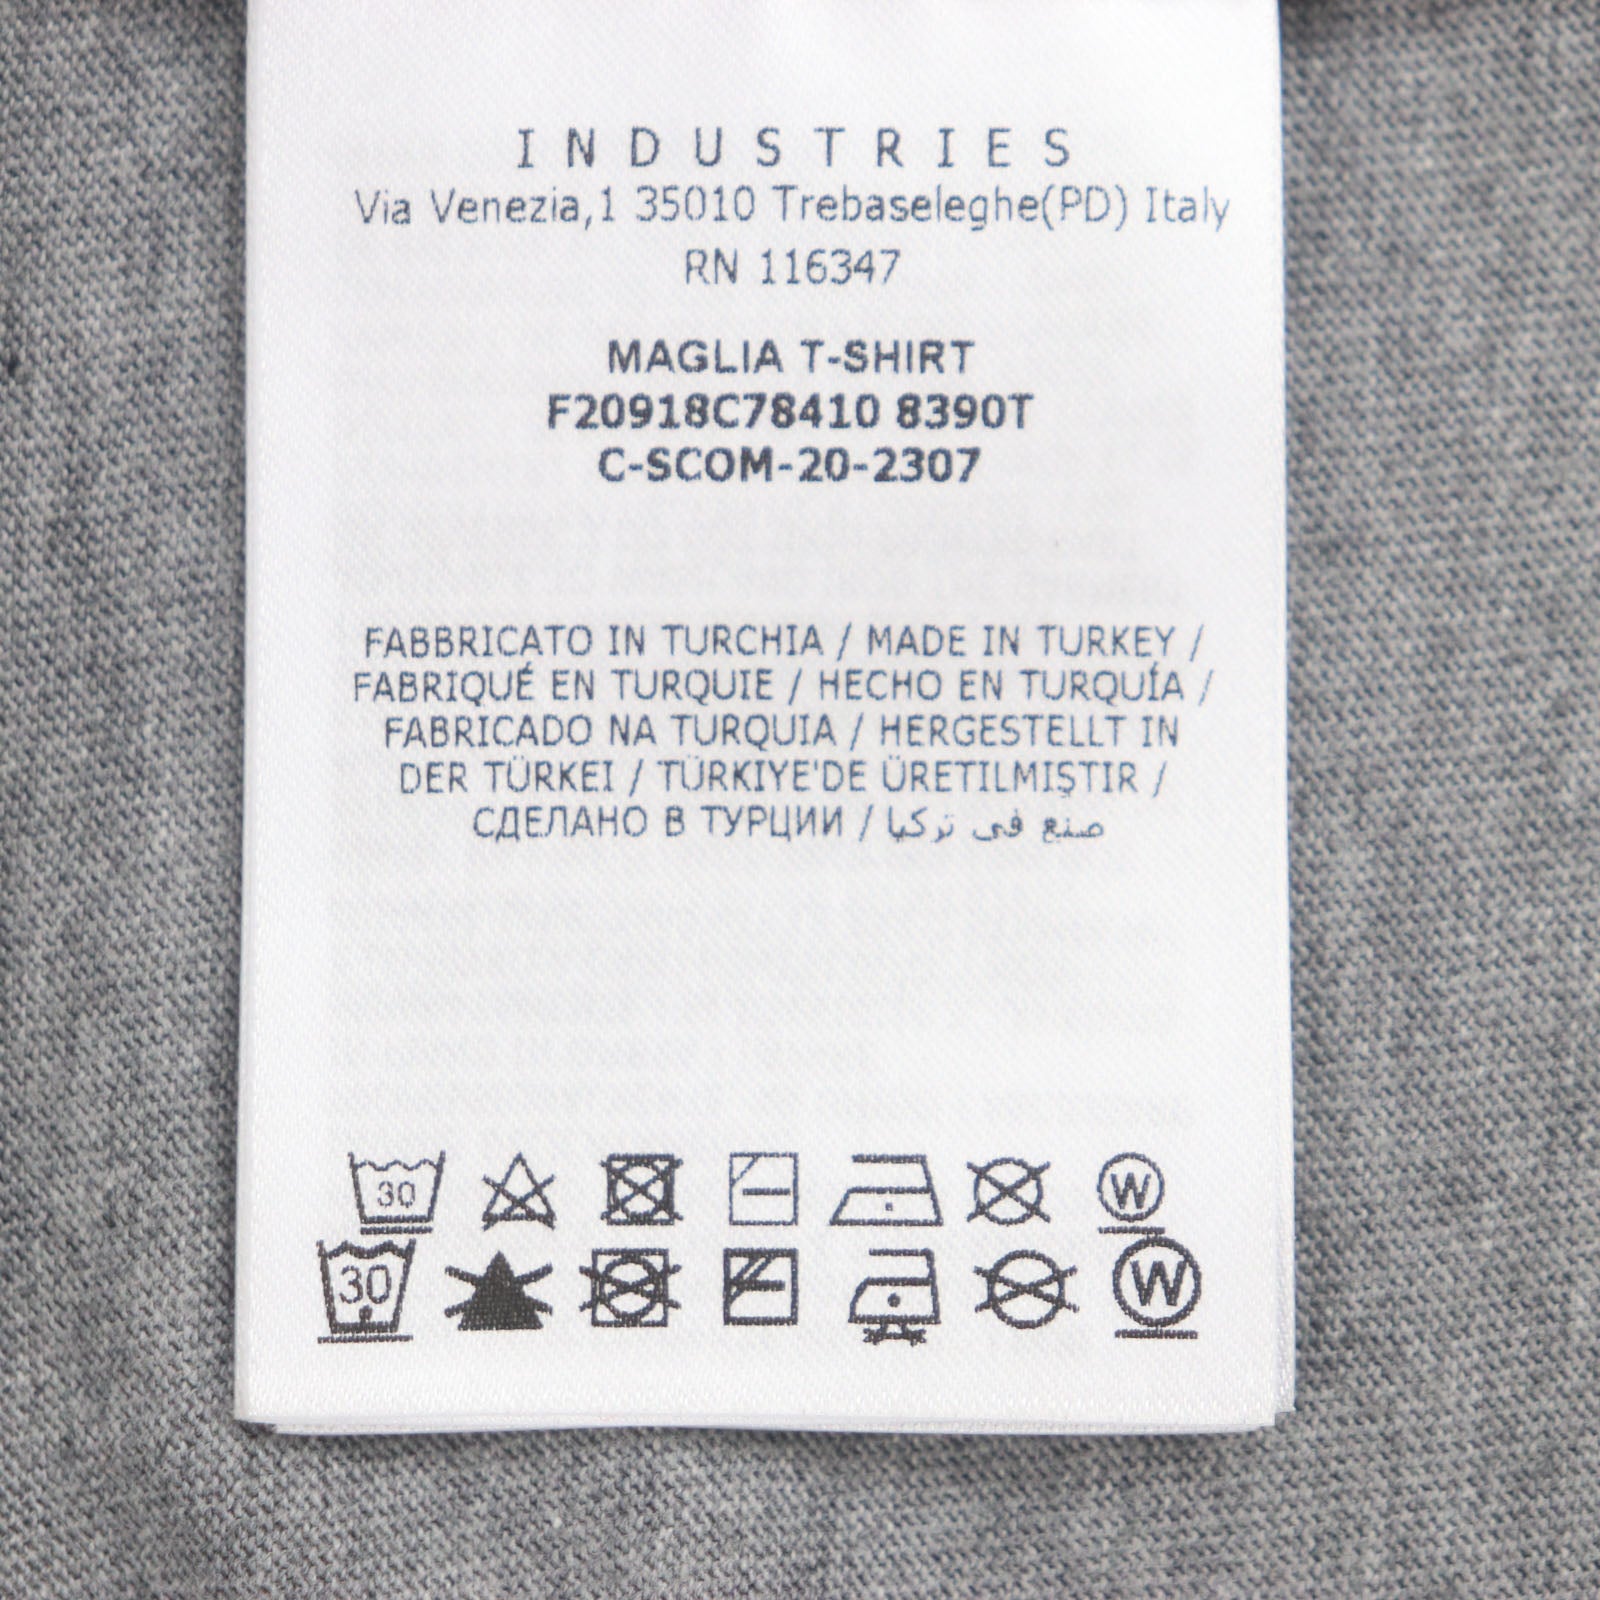 INDUSTRIES
Via Venezia,1 35010 Trebaseleghe(PD) Italy
RN 116347
MAGLIA T-SHIRT
F20918C78410 8390T
C-SCOM-20-2307
FABBRICATO IN TURCHIA / MADE IN TURKEY /
FABRIQUÉ EN TURQUIE / HECHO EN TURQUÍA /
FABRICADO NA TURQUIA / HERGESTELLT IN
DER TÜRKEI / TÜRKIYE'DE ÜRETILMIŞTIR /
СДЕЛАНО В ТУРЦИИ / صنع في تركيا
30 W
30 W